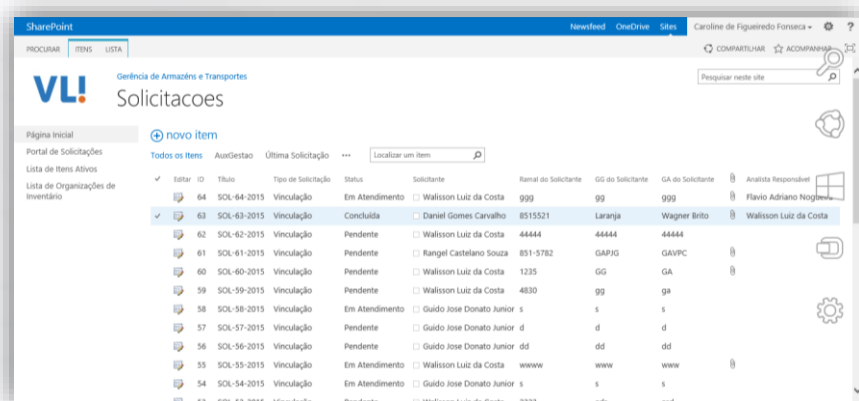 SharePoint Newsfeed OneDrive Sites Caroline de Figueiredo Fonseca ?
PROCURAR ITENS LISTA COMPARTILHAR ACOMPANHAR
VL!
Gerência de Armazéns e Transportes
Solicitacoes
Pesquisar neste site
Página Inicial
Portal de Solicitações
Lista de Itens Ativos
Lista de Organizações de
Inventário
novo item
Todos os Itens AuxGestao Última Solicitação ••• Localizar um item
Editar ID Título Tipo de Solicitação Status Solicitante Ramal do Solicitante GG do Solicitante GA do Solicitante Analista Responsável
64 SOL-64-2015 Vinculação Em Atendimento Walisson Luiz da Costa ggg gg ggg Flavio Adriano Nogueira
63 SOL-63-2015 Vinculação Concluída Daniel Gomes Carvalho 8515521 Laranja Wagner Brito Walisson Luiz da Costa
62 SOL-62-2015 Vinculação Pendente Walisson Luiz da Costa 44444 44444 44444
61 SOL-61-2015 Vinculação Pendente Rangel Castelano Souza 851-5782 GAPJG GAVPC
60 SOL-60-2015 Vinculação Pendente Walisson Luiz da Costa 1235 GG GA
59 SOL-59-2015 Vinculação Pendente Walisson Luiz da Costa 4830 gg ga
58 SOL-58-2015 Vinculação Em Atendimento Guido Jose Donato Junior s s s
57 SOL-57-2015 Vinculação Pendente Guido Jose Donato Junior d d d
56 SOL-56-2015 Vinculação Pendente Guido Jose Donato Junior dd dd dd
55 SOL-55-2015 Vinculação Em Atendimento Walisson Luiz da Costa wwww www www
54 SOL-54-2015 Vinculação Em Atendimento Guido Jose Donato Junior s s s